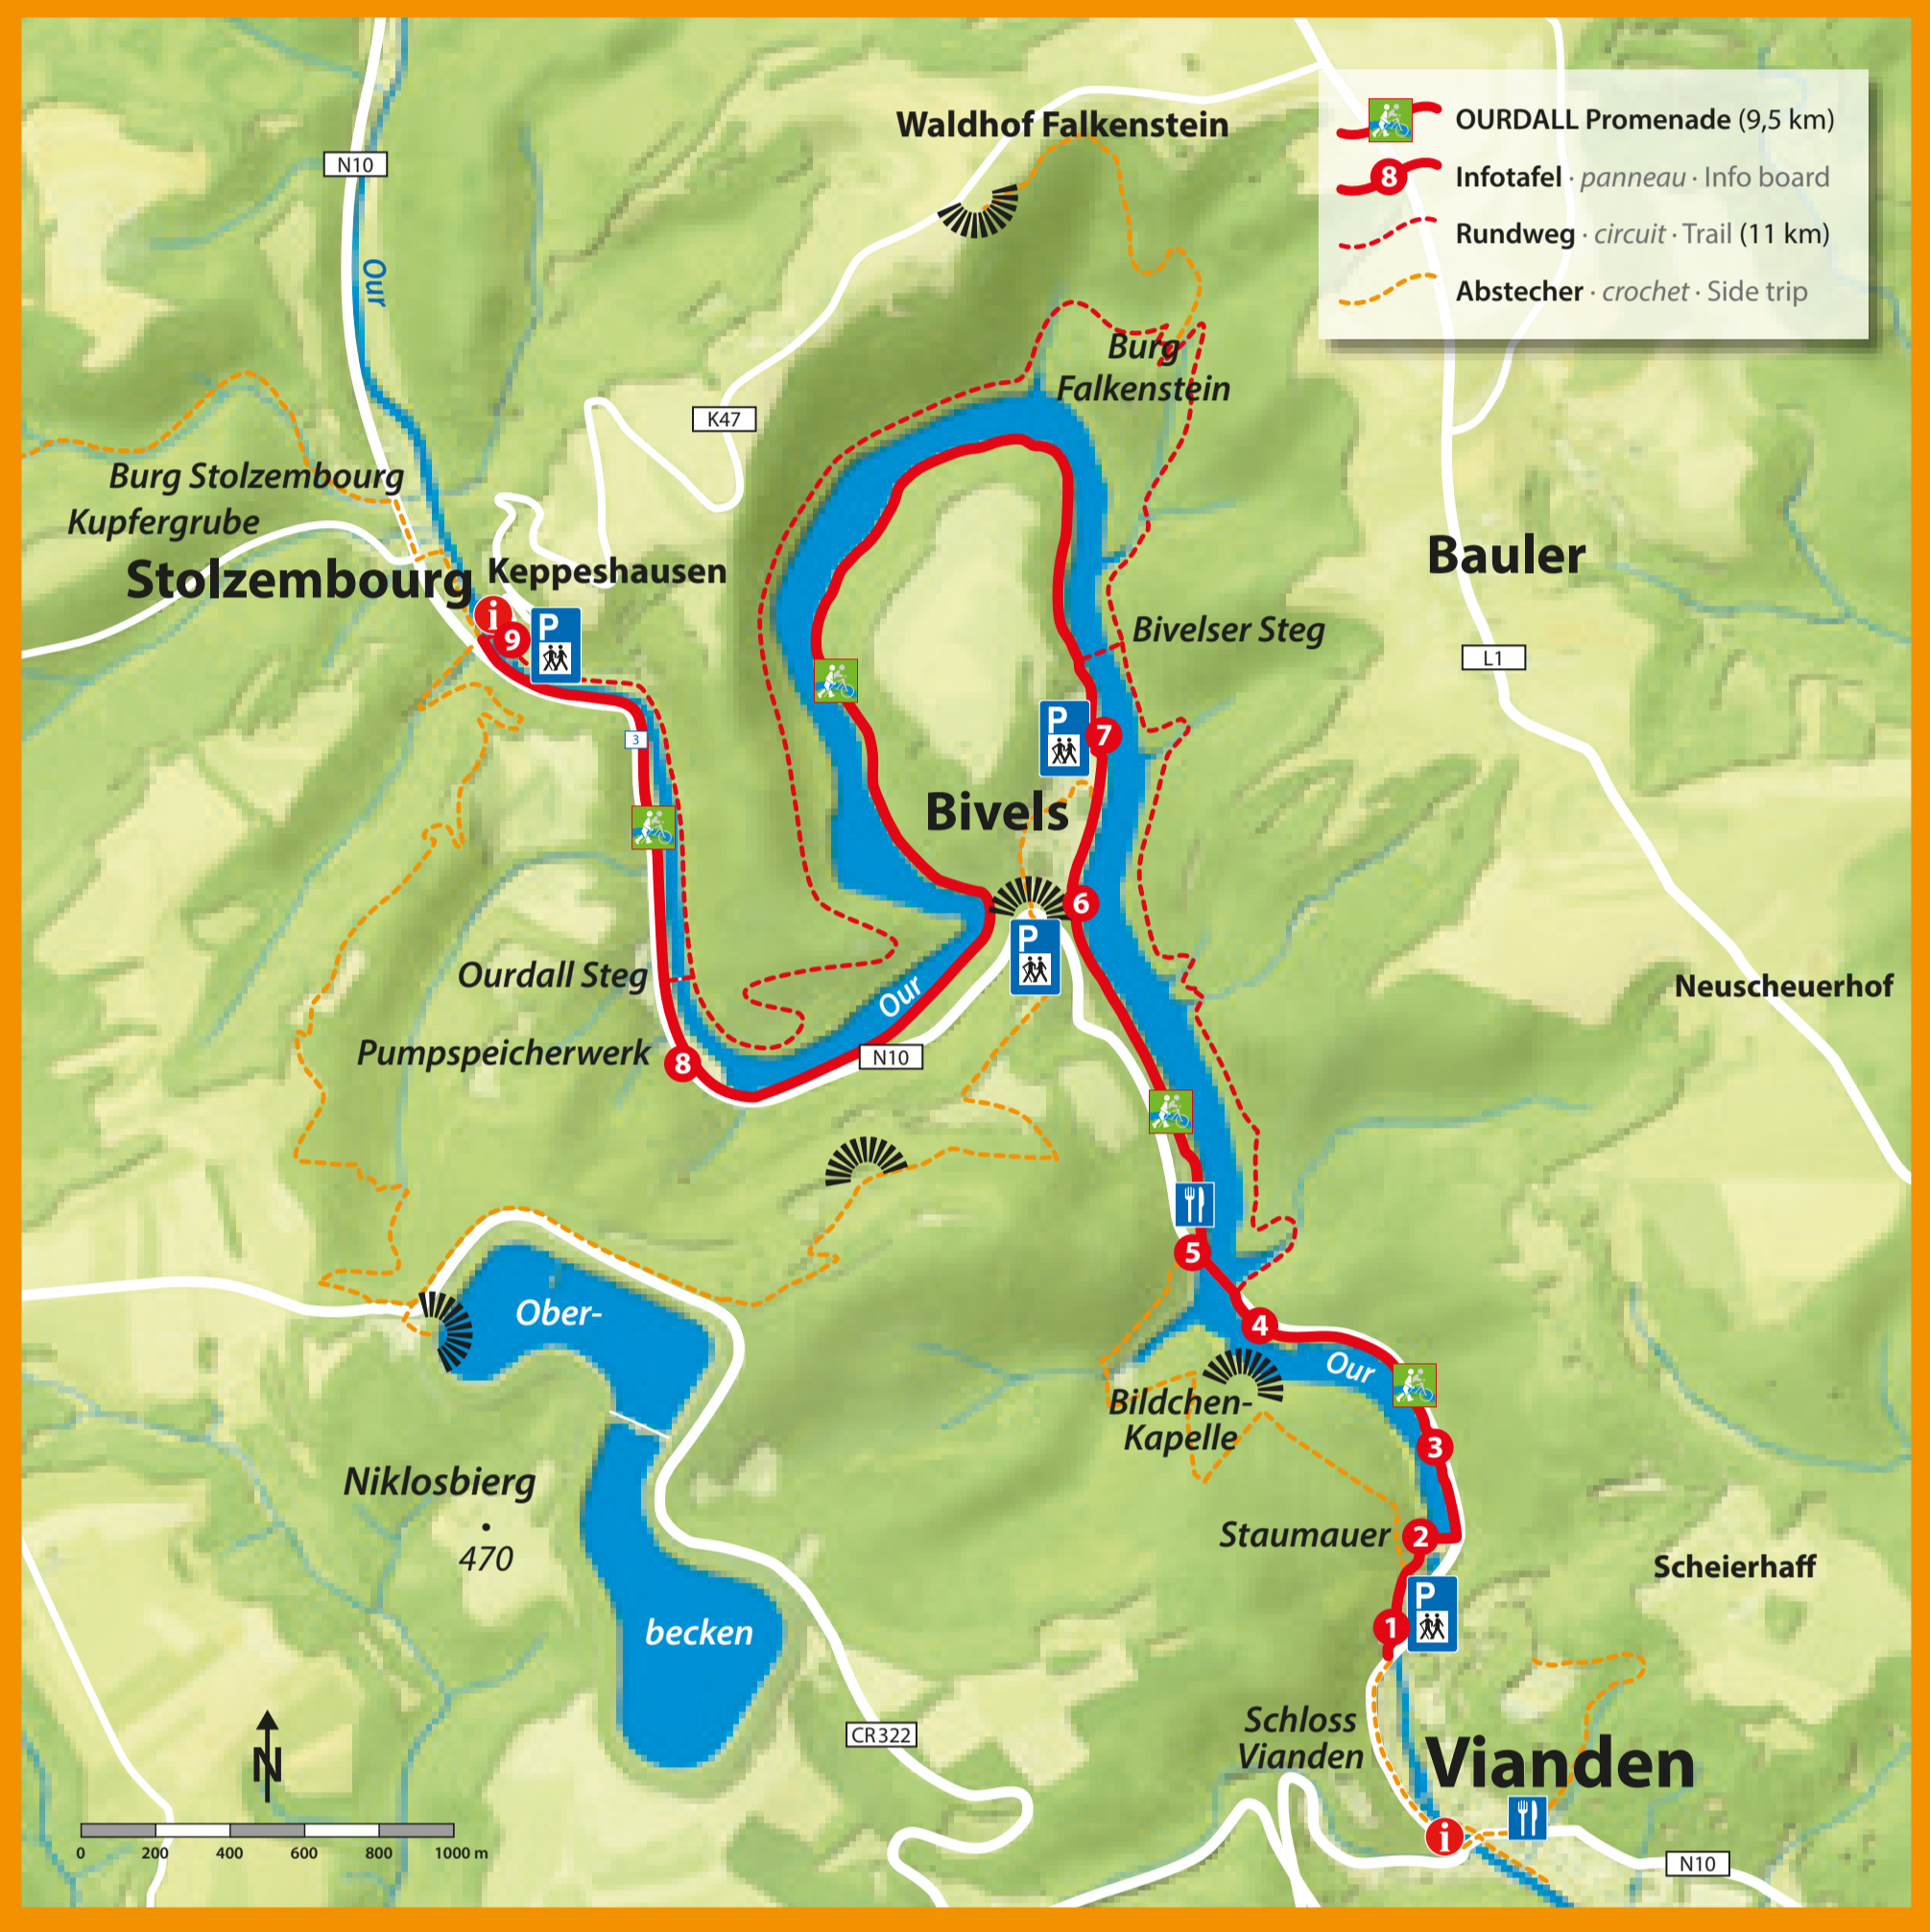 Waldhof Falkenstein
OURDALL Promenade (9,5 km)
8 Infotafel · panneau · Info board
Rundweg · circuit · Trail (11 km)
Abstecher · crochet · Side trip
N10
Our
Burg
Falkenstein
K47
Burg Stolzembourg
Kupfergrube
Stolzembourg
Keppeshausen
Bauler
i
9
P
Bivelser Steg
L1
3
P
7
Bivels
6
P
Ourdall Steg
Our
Neuscheuerhof
Pumpspeicherwerk
8
N10
5
Ober-
4
Our
Bildchen-
Kapelle
3
Niklosbierg
470
Staumauer
2
Scheierhaff
P
becken
1
Schloss
Vianden
CR322
Vianden
N
i
0 200 400 600 800 1000 m
N10